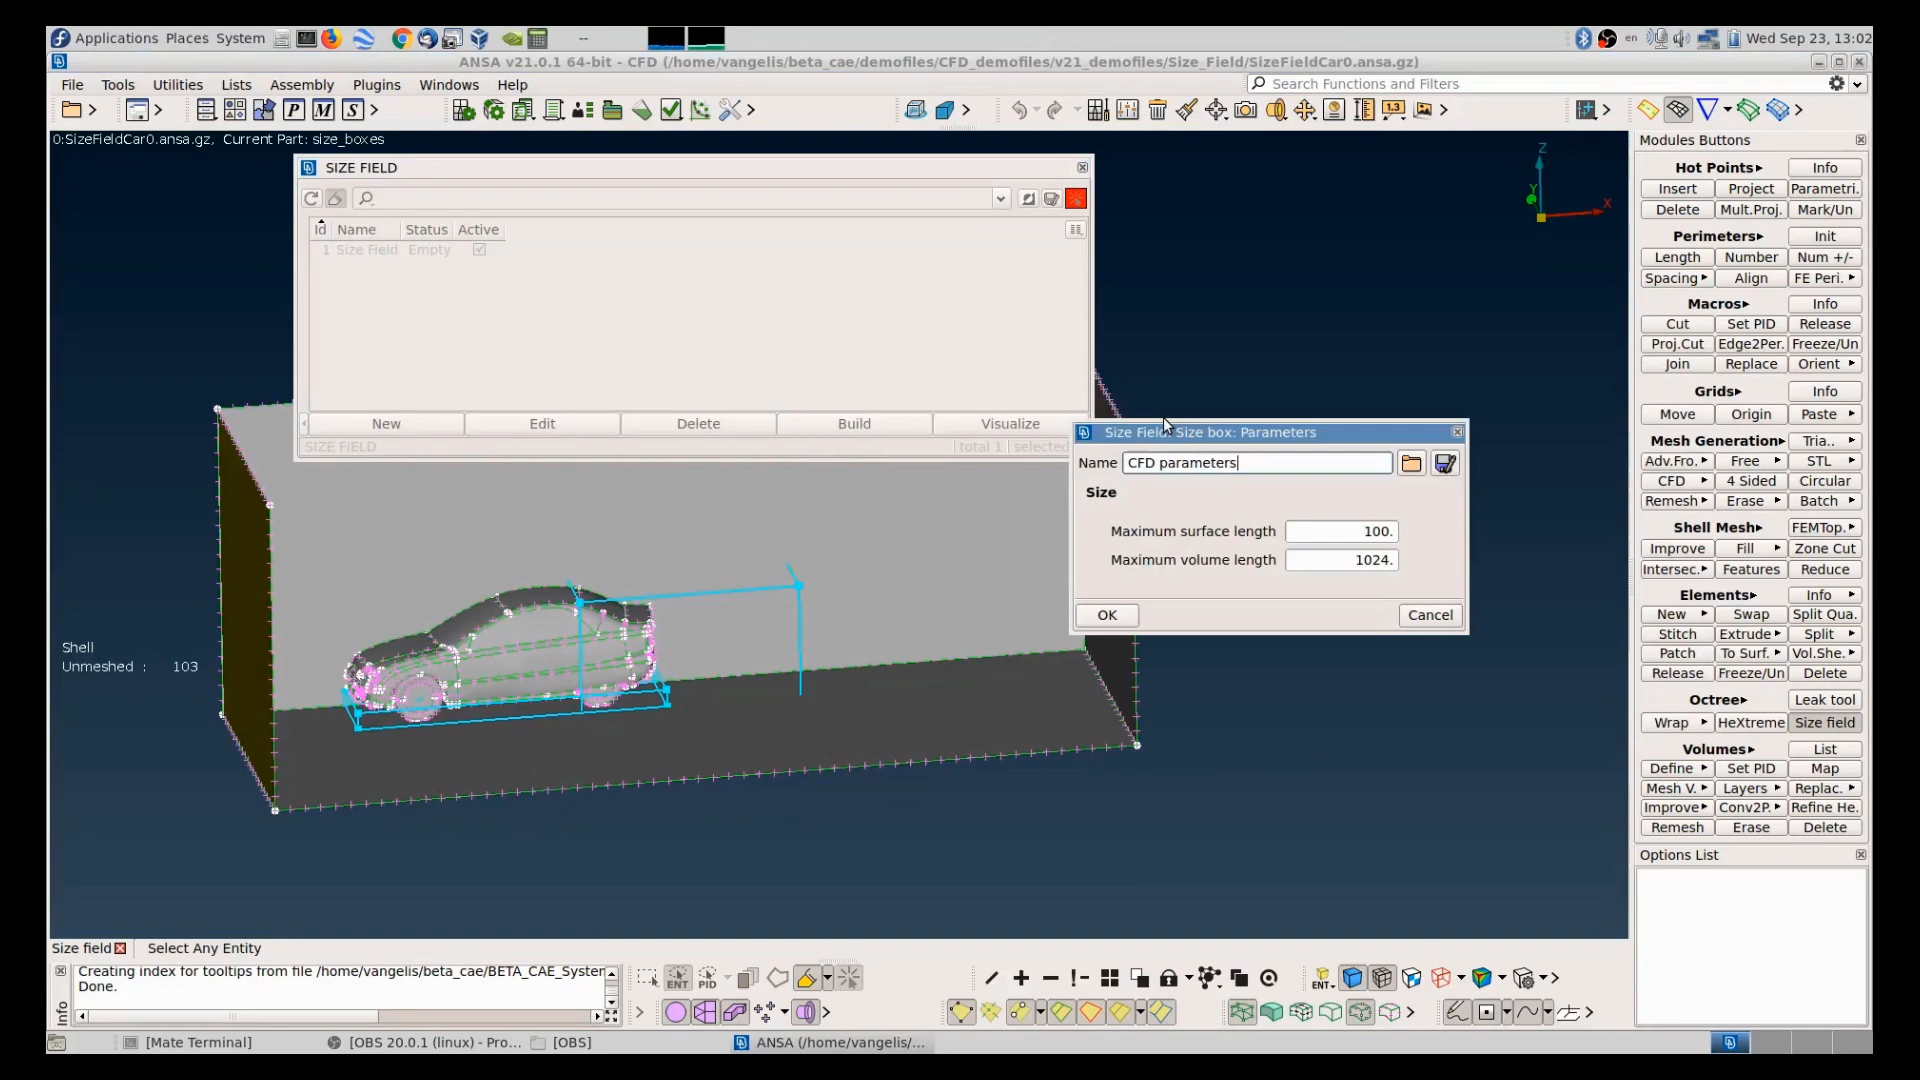 Applications Places System
--
en
Wed Sep 23, 13:02
ANSA v21.0.1 64-bit - CFD (/home/vangelis/beta_cae/demofiles/CFD_demofiles/v21_demofiles/Size_Field/SizeFieldCar0.ansa.gz)
File Tools Utilities Lists Assembly Plugins Windows Help
Search Functions and Filters
P M S
1.3
0:SizeFieldCar0.ansa.gz, Current Part: size_boxes
Modules Buttons
SIZE FIELD
Z
Y
X
Id Name Status Active
1 Size Field Empty
New Edit Delete Build Visualize
SIZE FIELD total 1 selected
Size Field: Size box: Parameters
Name CFD parameters
Size
Maximum surface length 100.
Maximum volume length 1024.
OK Cancel
Shell
Unmeshed : 103
Hot Points Info
Insert Project Parametri.
Delete Mult.Proj. Mark/Un
Perimeters Init
Length Number Num +/-
Spacing Align FE Peri.
Macros Info
Cut Set PID Release
Proj.Cut Edge2Per. Freeze/Un
Join Replace Orient
Grids Info
Move Origin Paste
Mesh Generation Tria..
Adv.Fro. Free STL
CFD 4 Sided Circular
Remesh Erase Batch
Shell Mesh FEMTop.
Improve Fill Zone Cut
Intersec. Features Reduce
Elements Info
New Swap Split Qua.
Stitch Extrude Split
Patch To Surf. Vol.She.
Release Freeze/Un Delete
Octree Leak tool
Wrap HeXtreme Size field
Volumes List
Define Set PID Map
Mesh V. Layers Replac.
Improve Conv2P. Refine He.
Remesh Erase Delete
Options List
Size field Select Any Entity
Creating index for tooltips from file /home/vangelis/beta_cae/BETA_CAE_System
Done.
Info
ENT PID
ENT
[Mate Terminal] [OBS 20.0.1 (linux) - Pro... [OBS] ANSA (/home/vangelis/...